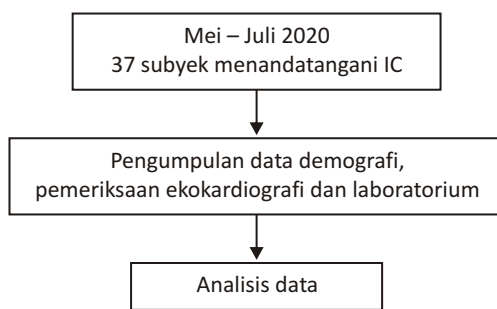 Mei – Juli 2020
37 subyek menandatangani IC
Pengumpulan data demografi,
pemeriksaan ekokardiografi dan laboratorium
Analisis data